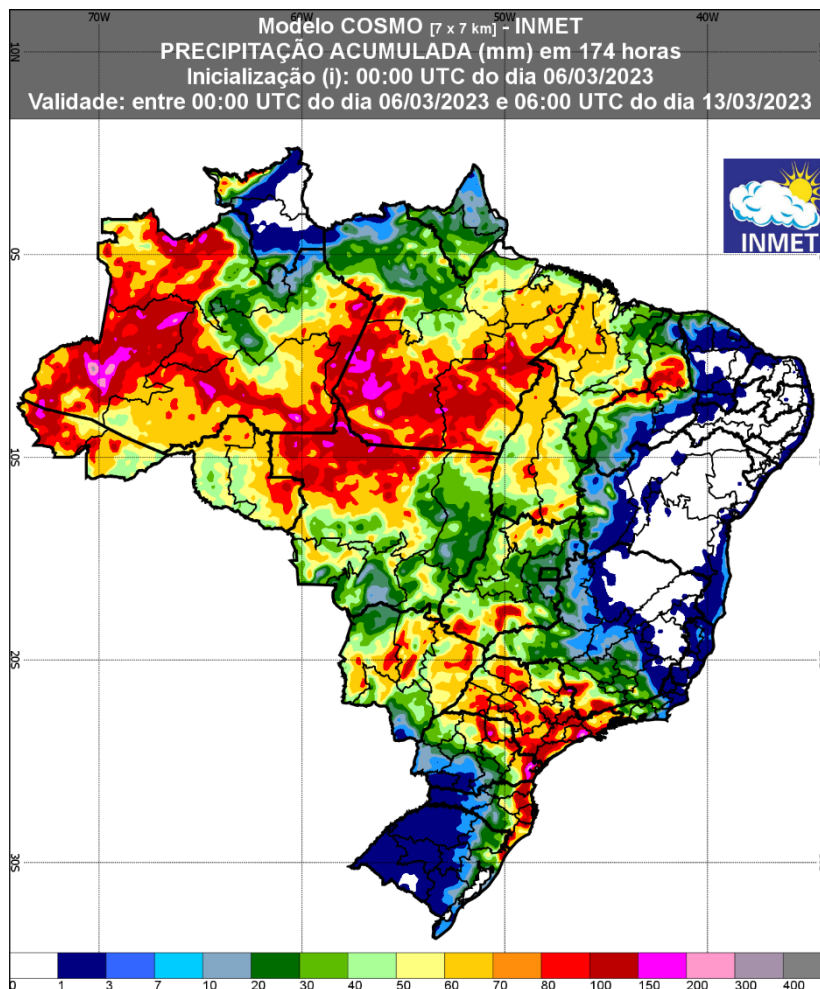 70W 60W 50W 40W
Modelo COSMO [7 x 7 km] - INMET
PRECIPITAÇÃO ACUMULADA (mm) em 174 horas
Inicialização (i): 00:00 UTC do dia 06/03/2023
Validade: entre 00:00 UTC do dia 06/03/2023 e 06:00 UTC do dia 13/03/2023
10N
INMET
0S
10S
20S
30S
0 1 3 7 10 20 30 40 50 60 70 80 100 150 200 300 400